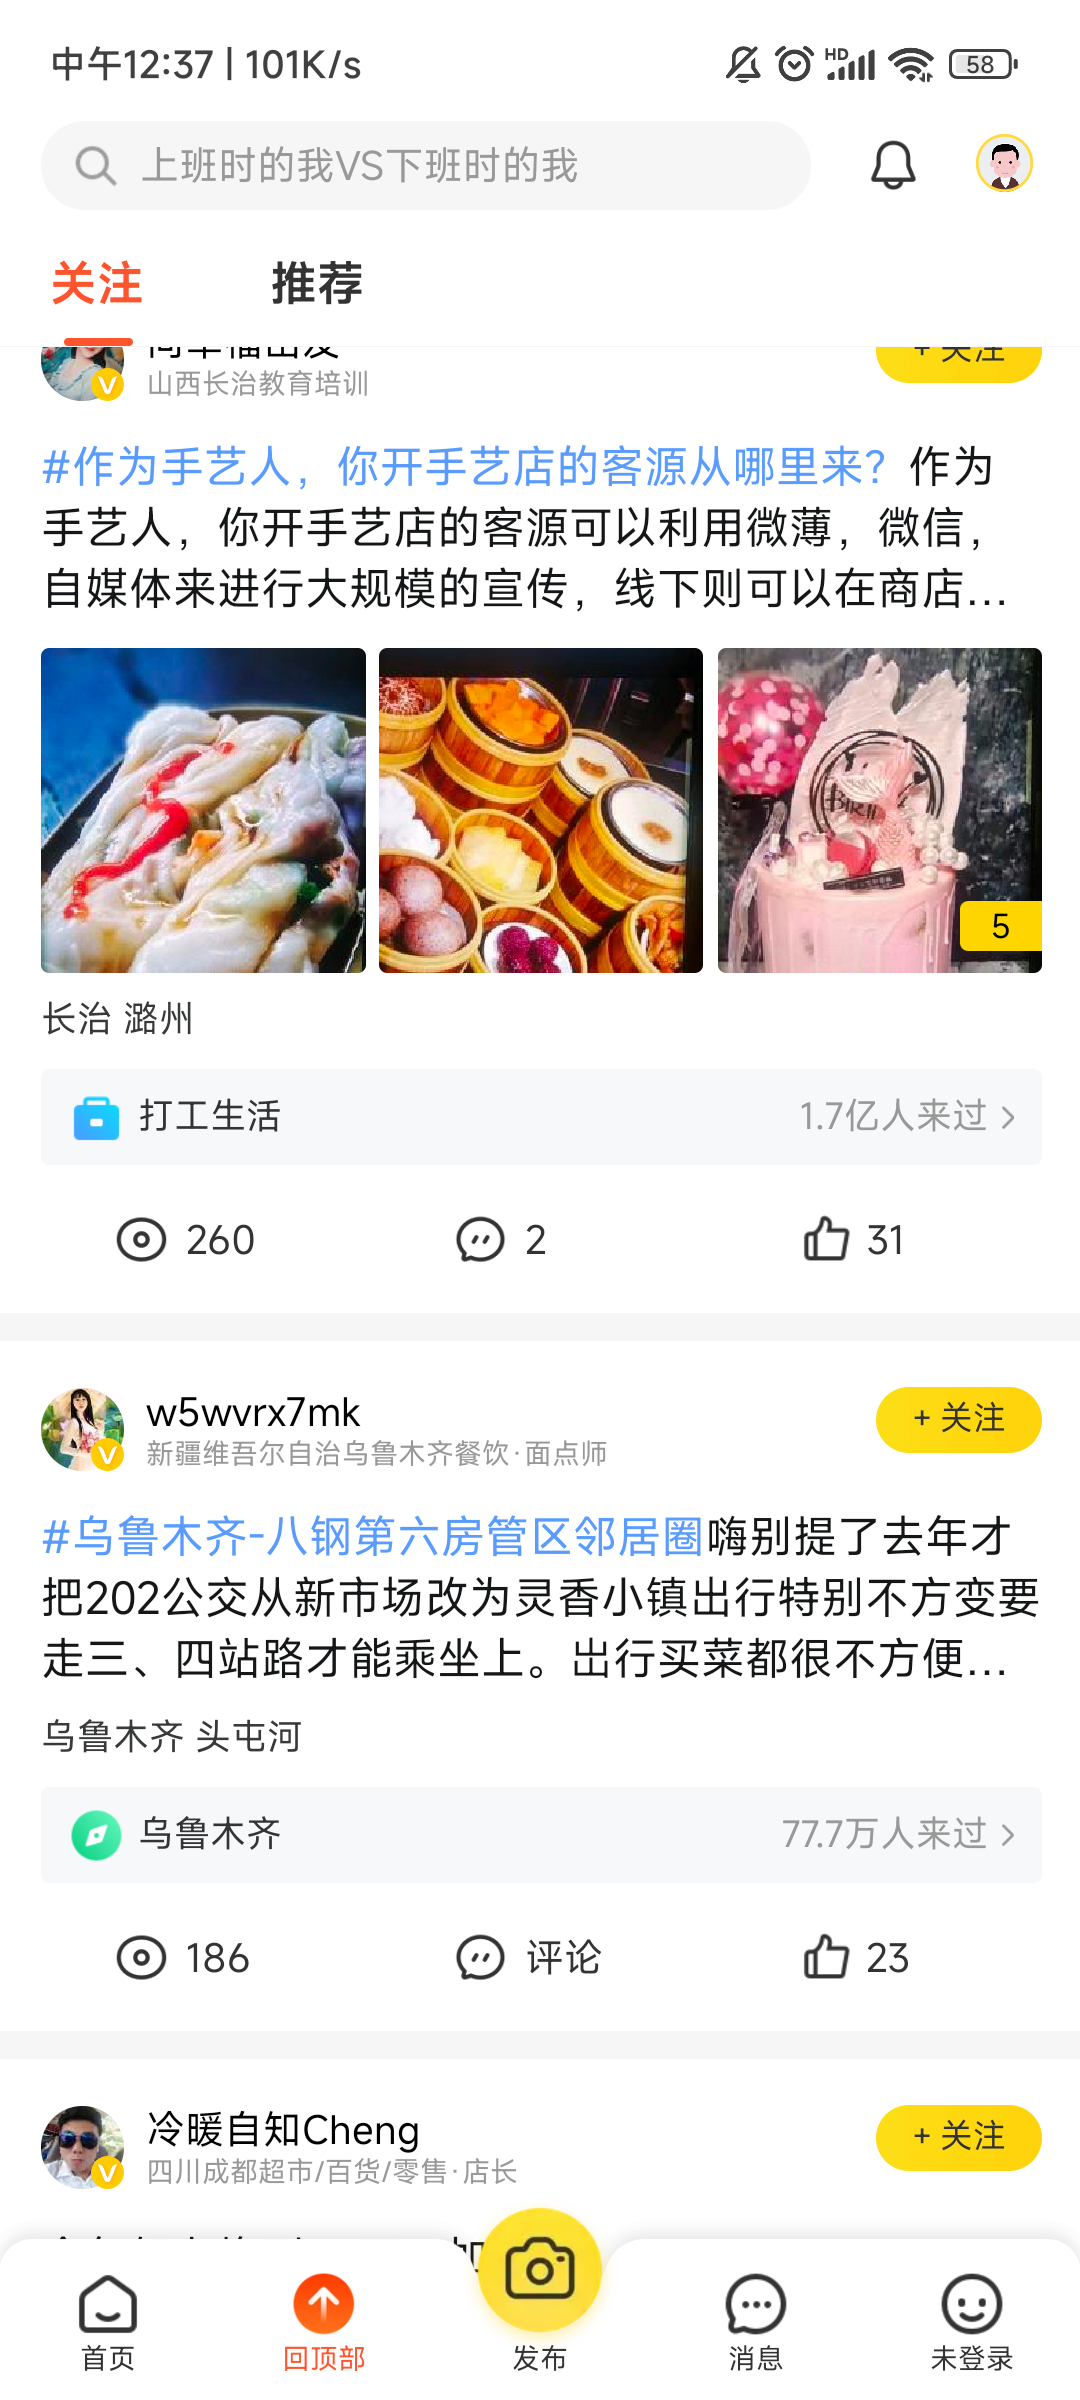 中午12:37 | 101K/s
HD
58
上班时的我VS下班时的我
关注
推荐
山西长治教育培训
+ 关注
#作为手艺人，你开手艺店的客源从哪里来？作为
手艺人，你开手艺店的客源可以利用微薄，微信，
自媒体来进行大规模的宣传，线下则可以在商店...
5
长治 潞州
打工生活
1.7亿人来过
260
2
31
w5wvrx7mk
新疆维吾尔自治乌鲁木齐餐饮·面点师
+ 关注
#乌鲁木齐-八钢第六房管区邻居圈嗨别提了去年才
把202公交从新市场改为灵香小镇出行特别不方变要
走三、四站路才能乘坐上。出行买菜都很不方便...
乌鲁木齐 头屯河
乌鲁木齐
77.7万人来过
186
评论
23
冷暖自知Cheng
四川成都超市/百货/零售·店长
+ 关注
首页
回顶部
发布
消息
未登录